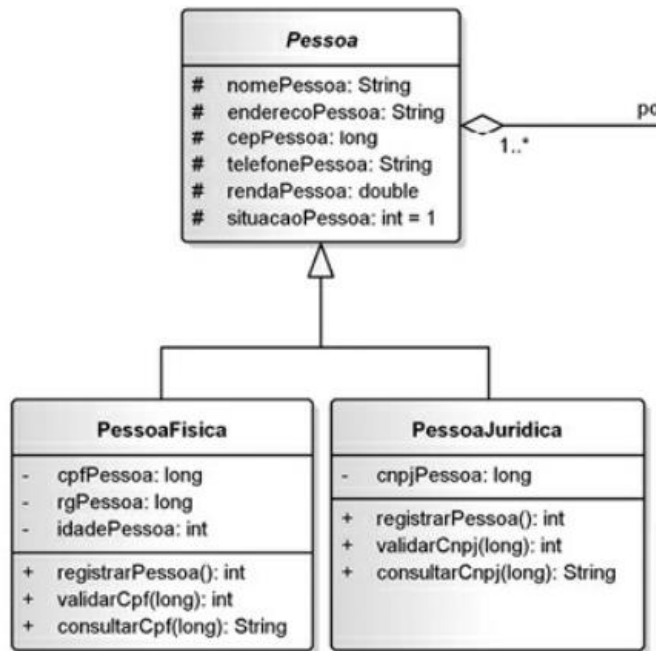 Pessoa
# nomePessoa: String
# enderecoPessoa: String
# cepPessoa: long
# telefonePessoa: String
# rendaPessoa: double
# situacaoPessoa: int = 1
1..*
PessoaFisica
- cpfPessoa: long
- rgPessoa: long
- idadePessoa: int
+ registrarPessoa(): int
+ validarCpf(long): int
+ consultarCpf(long): String
PessoaJuridica
- cnpjPessoa: long
+ registrarPessoa(): int
+ validarCnpj(long): int
+ consultarCnpj(long): String